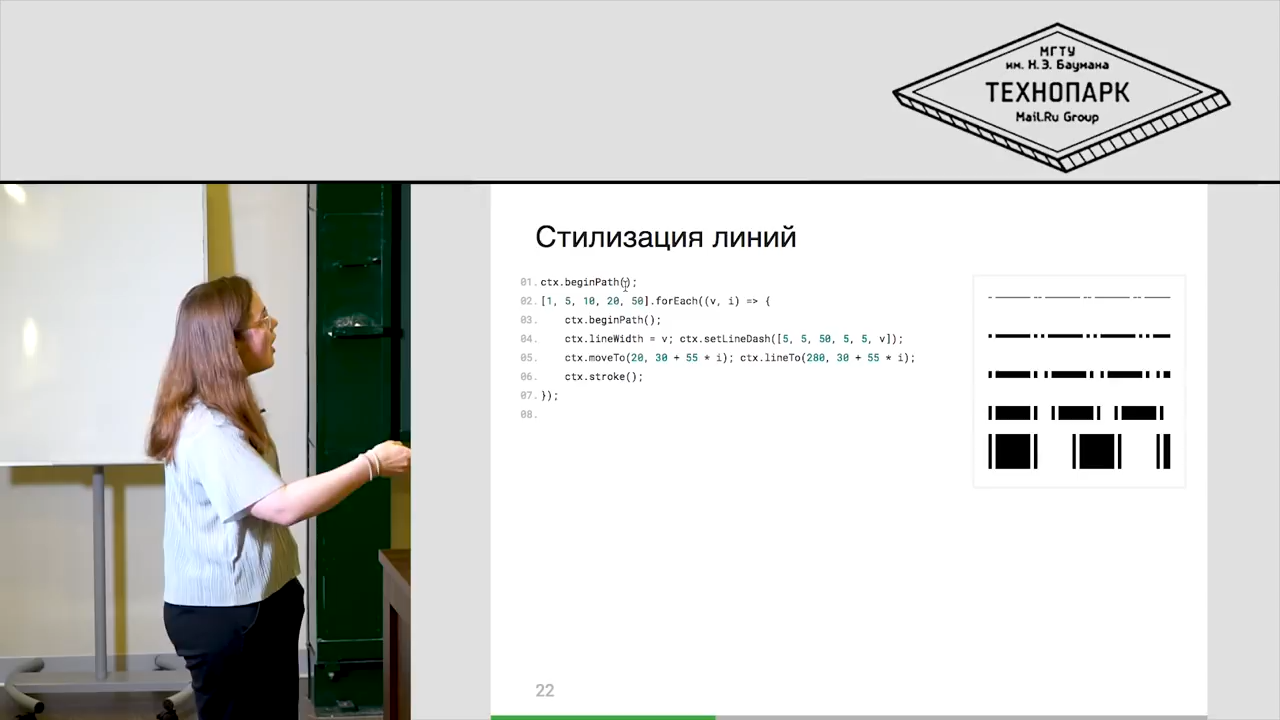 МГТУ
им. Н.Э. Баумана
ТЕХНОПАРК
Mail.Ru Group
Стилизация линий
01. ctx.beginPath();
02. [1, 5, 10, 20, 50].forEach((v, i) => {
03. ctx.beginPath();
04. ctx.lineWidth = v; ctx.setLineDash([5, 5, 50, 5, 5, v]);
05. ctx.moveTo(20, 30 + 55 * i); ctx.lineTo(280, 30 + 55 * i);
06. ctx.stroke();
07. });
08.
22